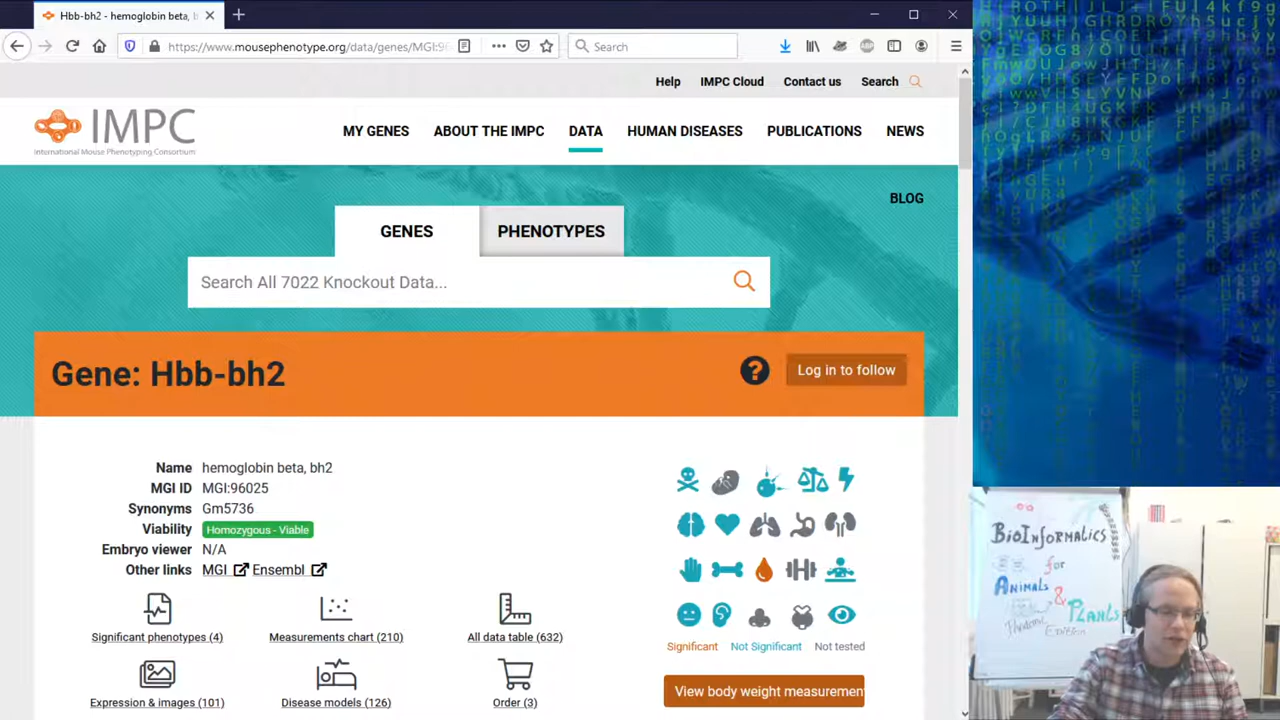 Hbb-bh2 - hemoglobin beta, b
https://www.mousephenotype.org/data/genes/MGI:96
Search
Help
IMPC Cloud
Contact us
Search
IMPC
International Mouse Phenotyping Consortium
MY GENES
ABOUT THE IMPC
DATA
HUMAN DISEASES
PUBLICATIONS
NEWS
BLOG
GENES
PHENOTYPES
Search All 7022 Knockout Data...
Gene: Hbb-bh2
?
Log in to follow
Name hemoglobin beta, bh2
MGI ID MGI:96025
Synonyms Gm5736
Viability Homozygous - Viable
Embryo viewer N/A
Other links MGI Ensembl
Significant phenotypes (4)
Measurements chart (210)
All data table (632)
Expression & images (101)
Disease models (126)
Order (3)
Significant
Not Significant
Not tested
View body weight measuremen
BioInformatics
for
Animals
&
Plants